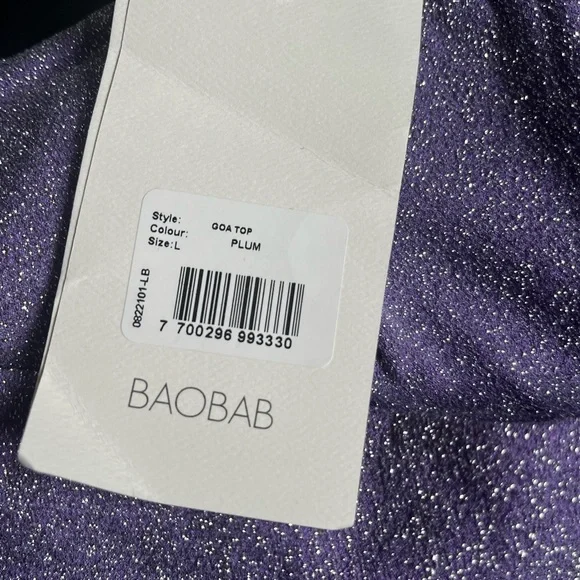 Style: GOA TOP
Colour: PLUM
Size:L
0822101-LB
7 700296 993330
BAOBAB